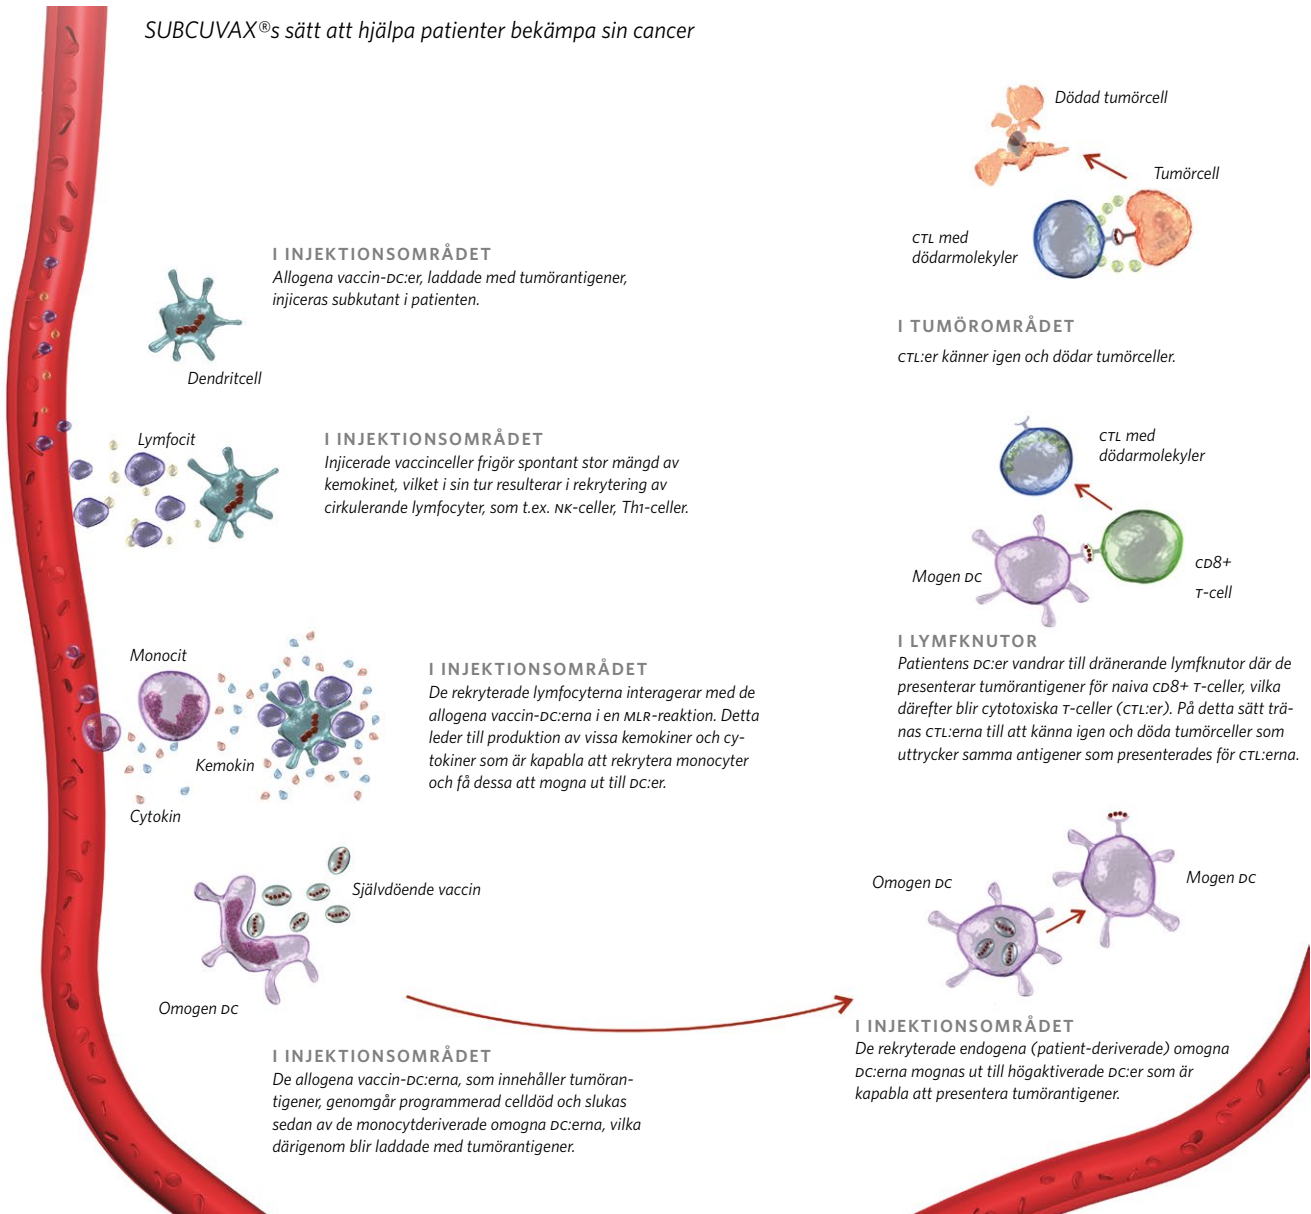 SUBCUVAX®s sätt att hjälpa patienter bekämpa sin cancer
I INJEKTIONSOMRÅDET
Allogena vaccin-DC:er, laddade med tumörantigener,
injiceras subkutant i patienten.
Dendritcell
Lymfocit
I INJEKTIONSOMRÅDET
Injicerade vaccinceller frigör spontant stor mängd av
kemokinet, vilket i sin tur resulterar i rekrytering av
cirkulerande lymfocyter, som t.ex. NK-celler, Th1-celler.
Monocit
Kemokin
Cytokin
I INJEKTIONSOMRÅDET
De rekryterade lymfocyterna interagerar med de
allogena vaccin-DC:erna i en MLR-reaktion. Detta
leder till produktion av vissa kemokiner och cy-
tokiner som är kapabla att rekrytera monocyter
och få dessa att mogna ut till DC:er.
Självdöende vaccin
Omogen DC
I INJEKTIONSOMRÅDET
De allogena vaccin-DC:erna, som innehåller tumöran-
tigener, genomgår programmerad celldöd och slukas
sedan av de monocytderiverade omogna DC:erna, vilka
därigenom blir laddade med tumörantigener.
Omogen DC
Mogen DC
I INJEKTIONSOMRÅDET
De rekryterade endogena (patient-deriverade) omogna
DC:erna mognas ut till högaktiverade DC:er som är
kapabla att presentera tumörantigener.
CTL med
dödarmolekyler
Mogen DC
CD8+
T-cell
I LYMFKNUTOR
Patientens DC:er vandrar till dränerande lymfknutor där de
presenterar tumörantigener för naiva CD8+ T-celler, vilka
därefter blir cytotoxiska T-celler (CTL:er). På detta sätt trä-
nas CTL:erna till att känna igen och döda tumörceller som
uttrycker samma antigener som presenterades för CTL:erna.
Dödad tumörcell
Tumörcell
CTL med
dödarmolekyler
I TUMÖROMRÅDET
CTL:er känner igen och dödar tumörceller.